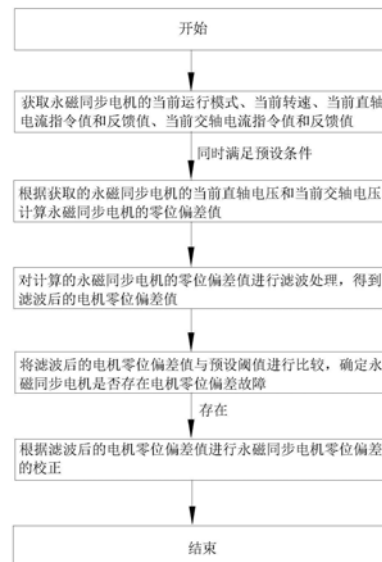 开始
获取永磁同步电机的当前运行模式、当前转速、当前直轴
电流指令值和反馈值、当前交轴电流指令值和反馈值
同时满足预设条件
根据获取的永磁同步电机的当前直轴电压和当前交轴电压
计算永磁同步电机的零位偏差值
对计算的永磁同步电机的零位偏差值进行滤波处理，得到
滤波后的电机零位偏差值
将滤波后的电机零位偏差值与预设阈值进行比较，确定永
磁同步电机是否存在电机零位偏差故障
存在
根据滤波后的电机零位偏差值进行永磁同步电机零位偏差
的校正
结束